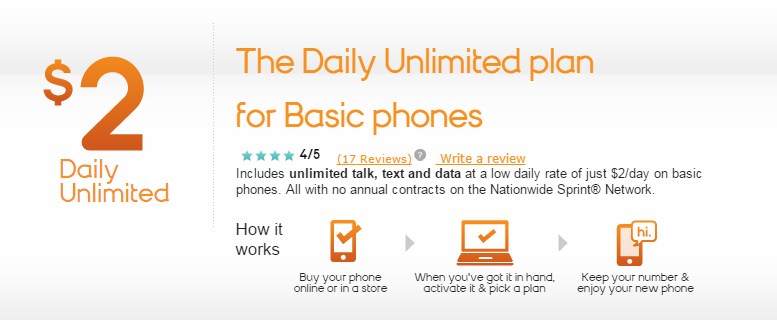 $2
Daily
Unlimited
The Daily Unlimited plan
for Basic phones
4/5 (17 Reviews) ? Write a review
Includes unlimited talk, text and data at a low daily rate of just $2/day on basic
phones. All with no annual contracts on the Nationwide Sprint® Network.
How it
works
hi.
Buy your phone
online or in a store
When you've got it in hand,
activate it & pick a plan
Keep your number &
enjoy your new phone